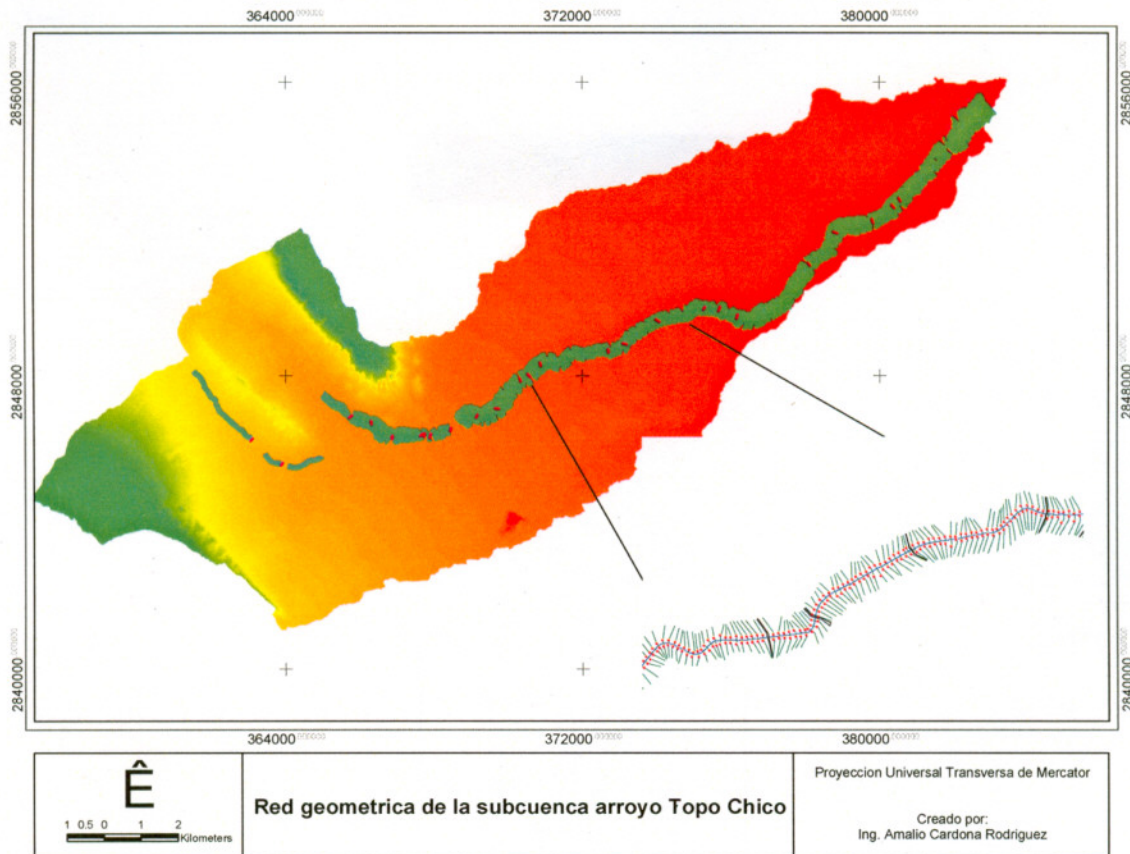 364000 372000 380000
2856000 2856000
2848000 2848000
2840000 2840000
364000 372000 380000
Ê
1 0.5 0 1 2
Kilometers
Red geometrica de la subcuenca arroyo Topo Chico
Proyeccion Universal Transversa de Mercator
Creado por:
Ing. Amalio Cardona Rodriguez